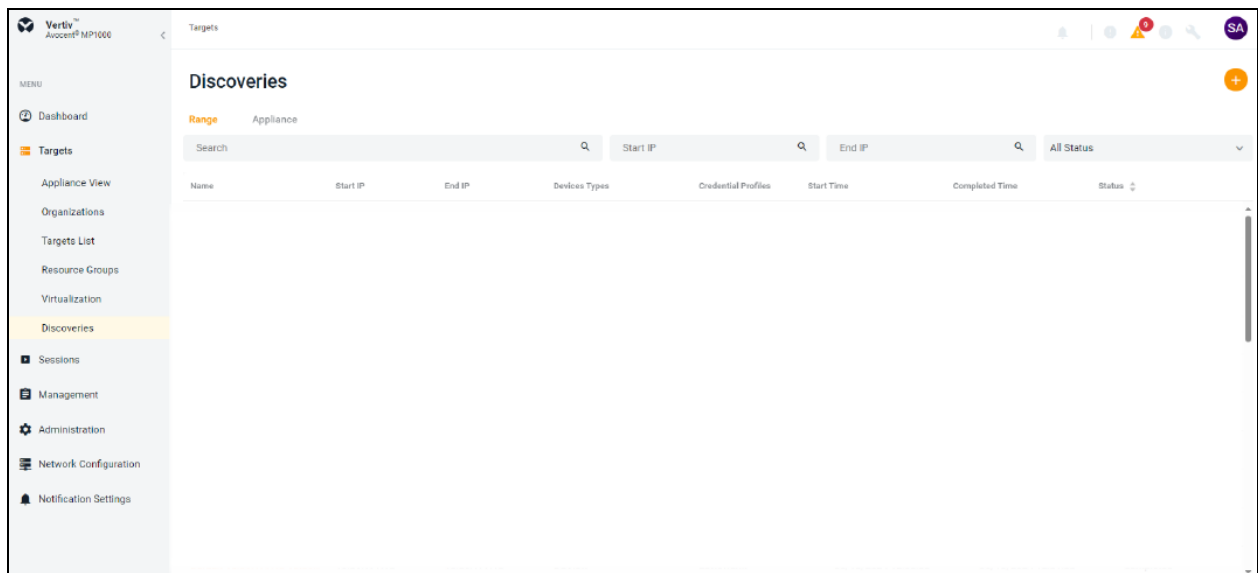 Vertiv™
Avocent® MP1000
Targets
9
SA
MENU
Discoveries
Dashboard
Range Appliance
Targets
Search Start IP End IP All Status
Appliance View
Name Start IP End IP Devices Types Credential Profiles Start Time Completed Time Status
Organizations
Targets List
Resource Groups
Virtualization
Discoveries
Sessions
Management
Administration
Network Configuration
Notification Settings